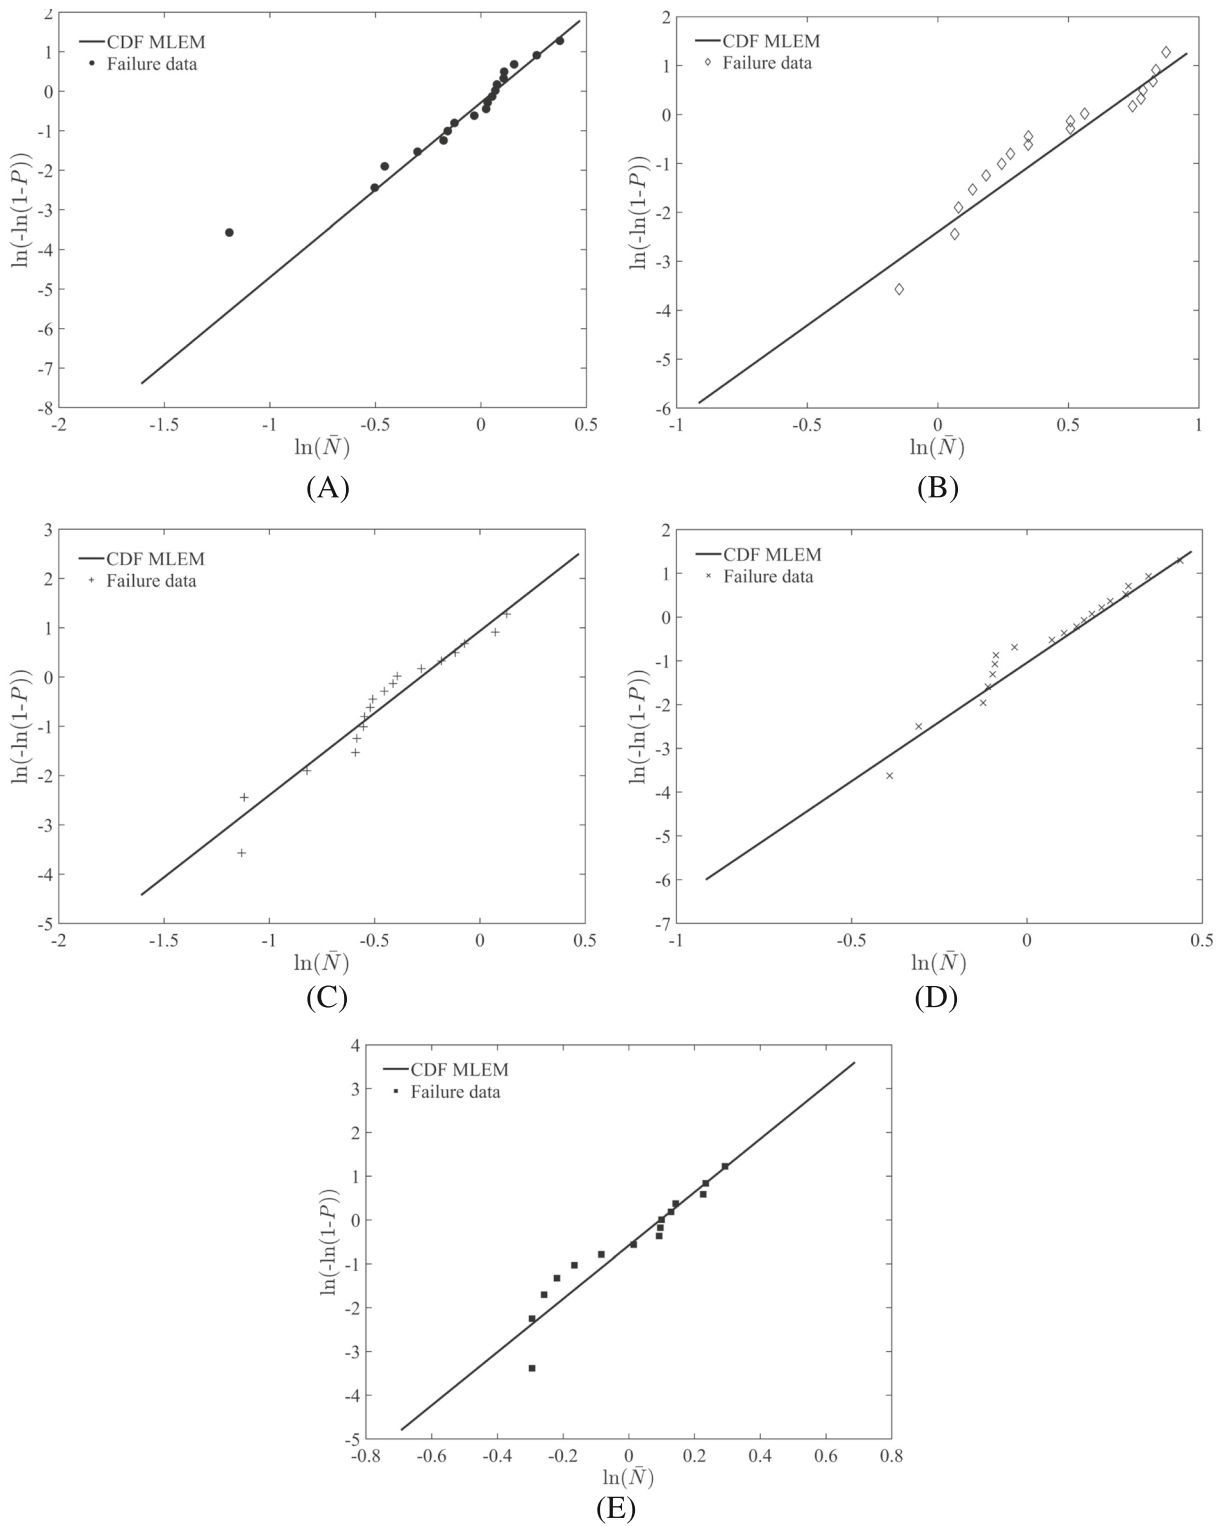 2
1
0
-1
-2
-3
-4
-5
-6
-7
-8
ln(-ln(1-P))
CDF MLEM
Failure data
-2 -1.5 -1 -0.5 0 0.5
ln(N̄)
(A)
2
1
0
-1
-2
-3
-4
-5
-6
ln(-ln(1-P))
CDF MLEM
Failure data
-1 -0.5 0 0.5 1
ln(N̄)
(B)
3
2
1
0
-1
-2
-3
-4
-5
ln(-ln(1-P))
CDF MLEM
Failure data
-2 -1.5 -1 -0.5 0 0.5
ln(N̄)
(C)
2
1
0
-1
-2
-3
-4
-5
-6
-7
ln(-ln(1-P))
CDF MLEM
Failure data
-1 -0.5 0 0.5
ln(N̄)
(D)
4
3
2
1
0
-1
-2
-3
-4
-5
ln(-ln(1-P))
CDF MLEM
Failure data
-0.8 -0.6 -0.4 -0.2 0 0.2 0.4 0.6 0.8
ln(N̄)
(E)